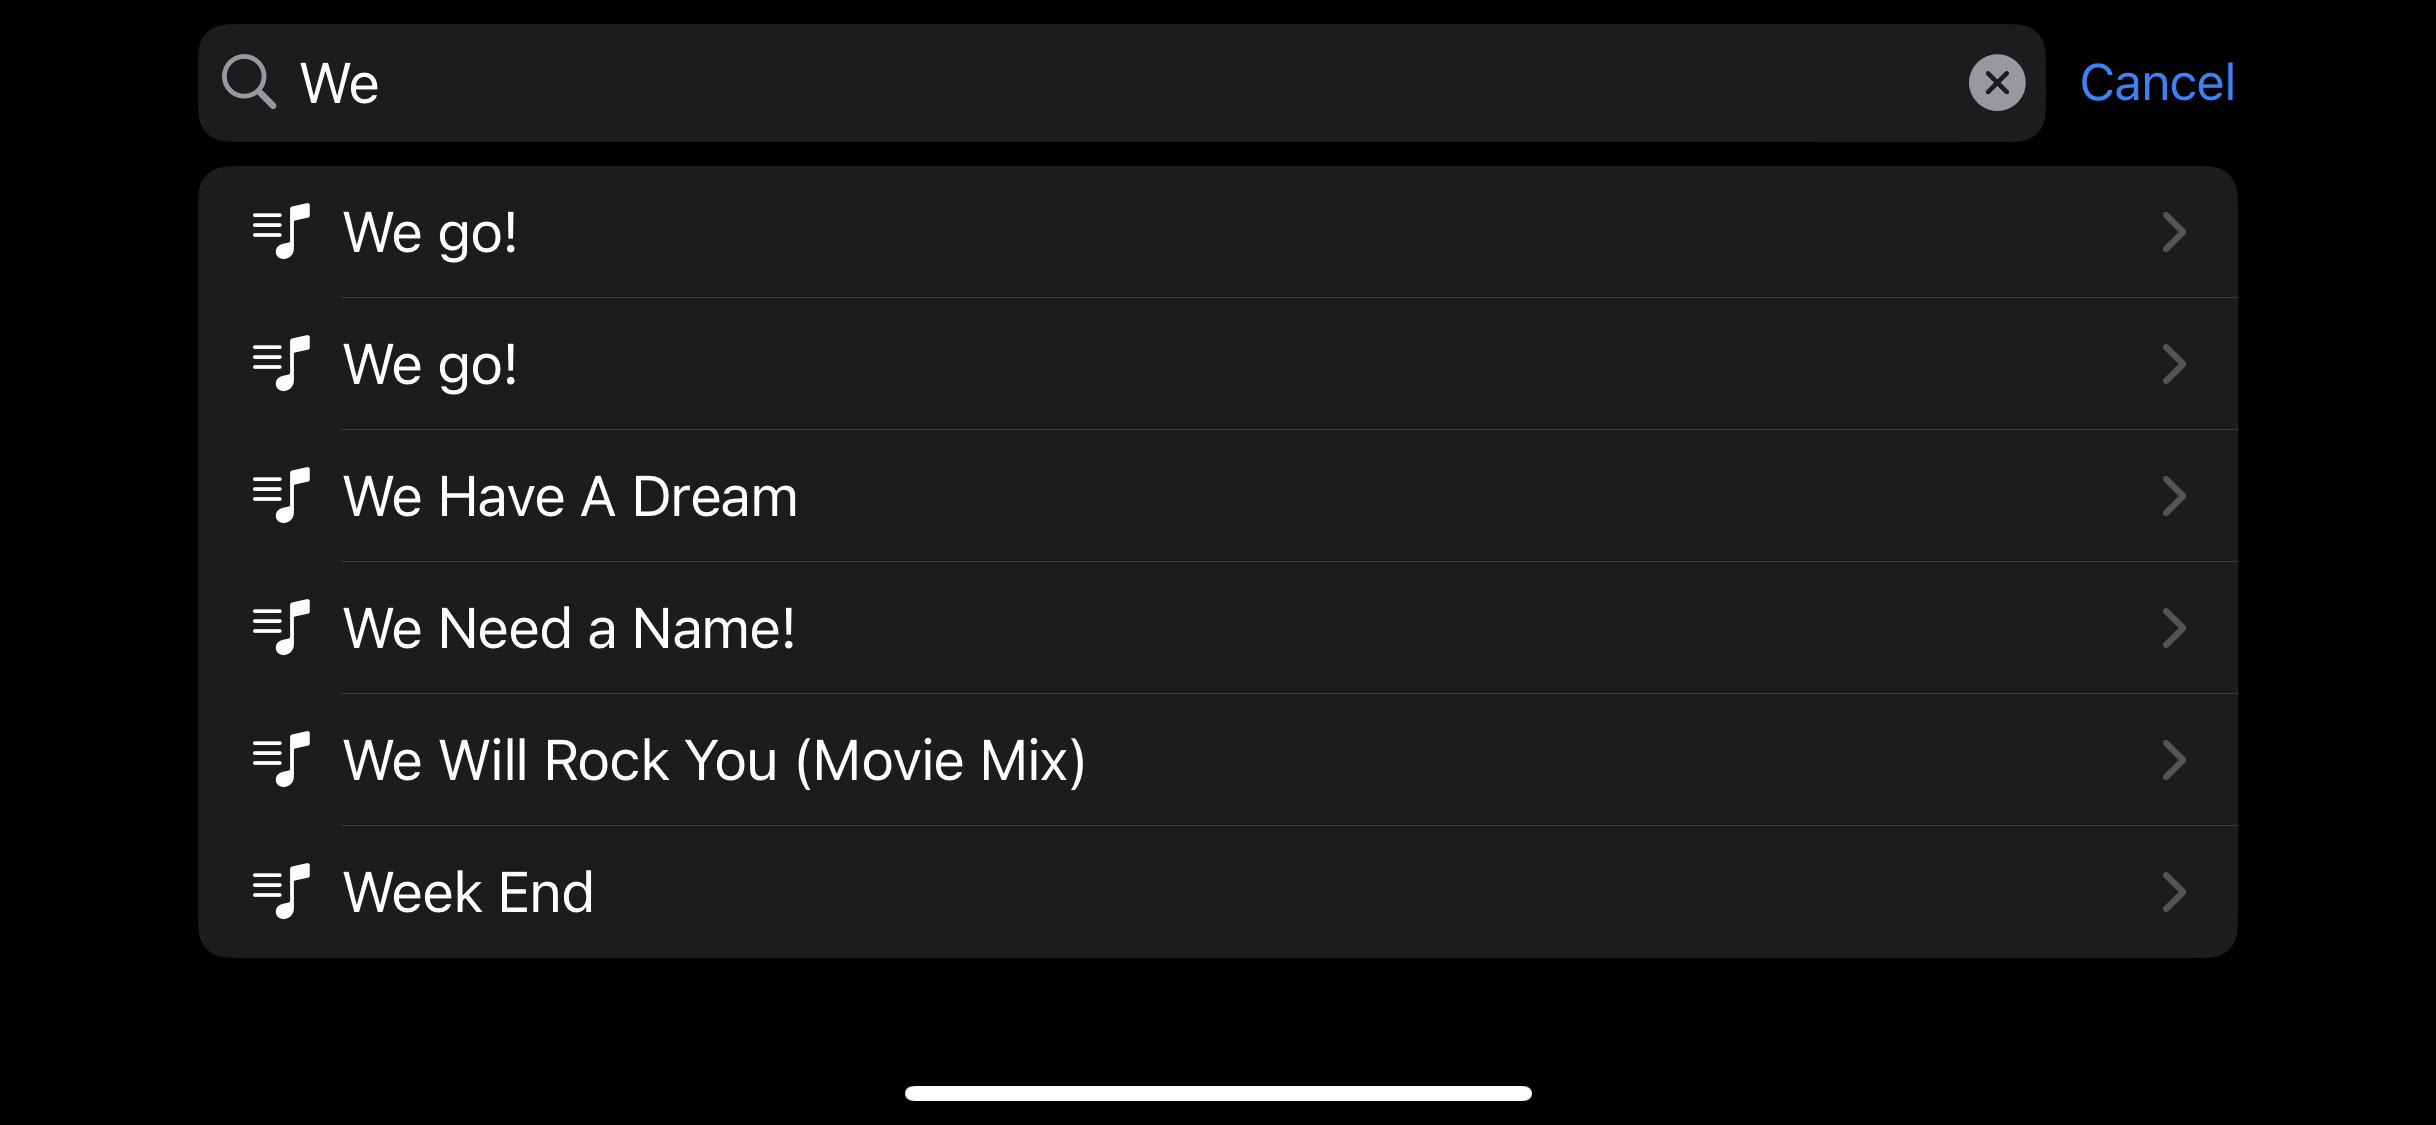 We
Cancel
We go!
We go!
We Have A Dream
We Need a Name!
We Will Rock You (Movie Mix)
Week End